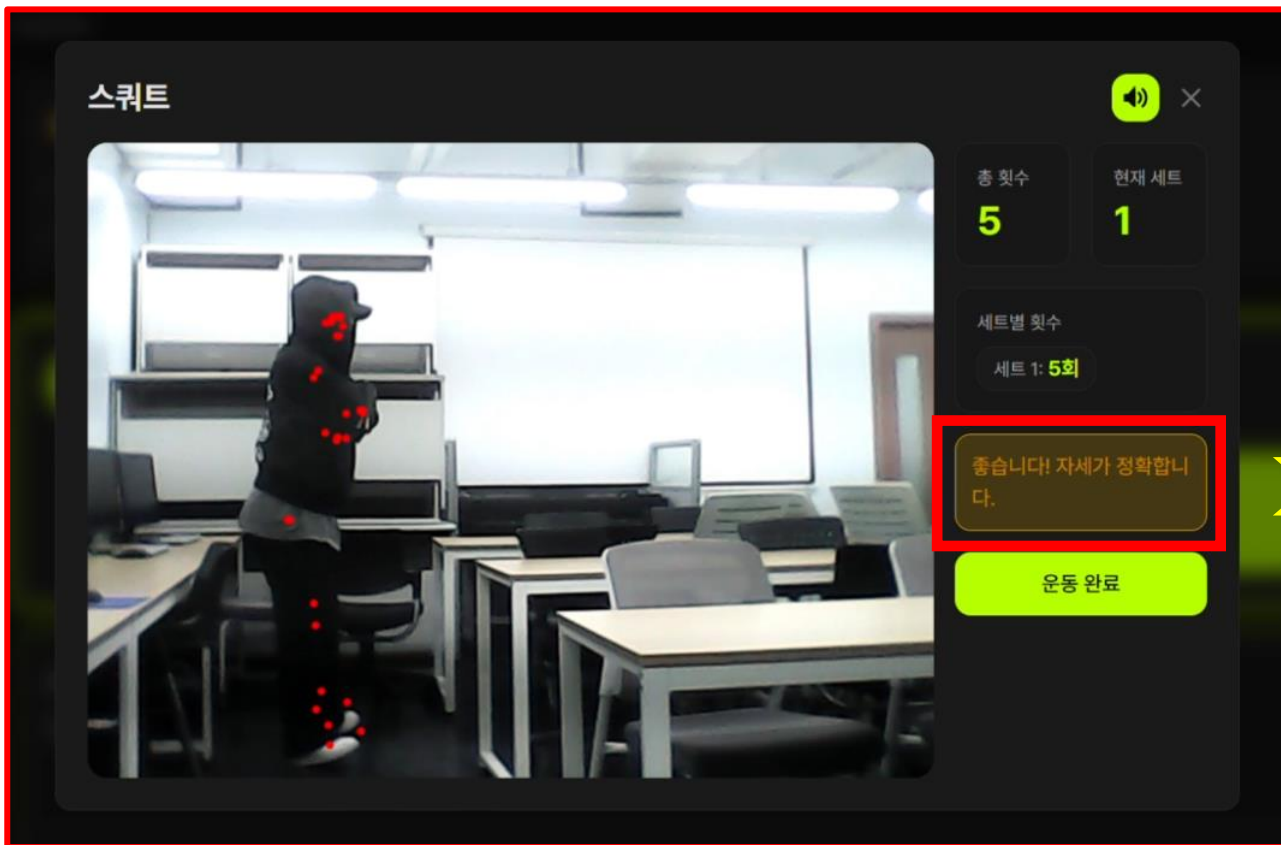 스쿼트
총 횟수
5
현재 세트
1
세트별 횟수
세트 1: 5회
좋습니다! 자세가 정확합니
다.
운동 완료